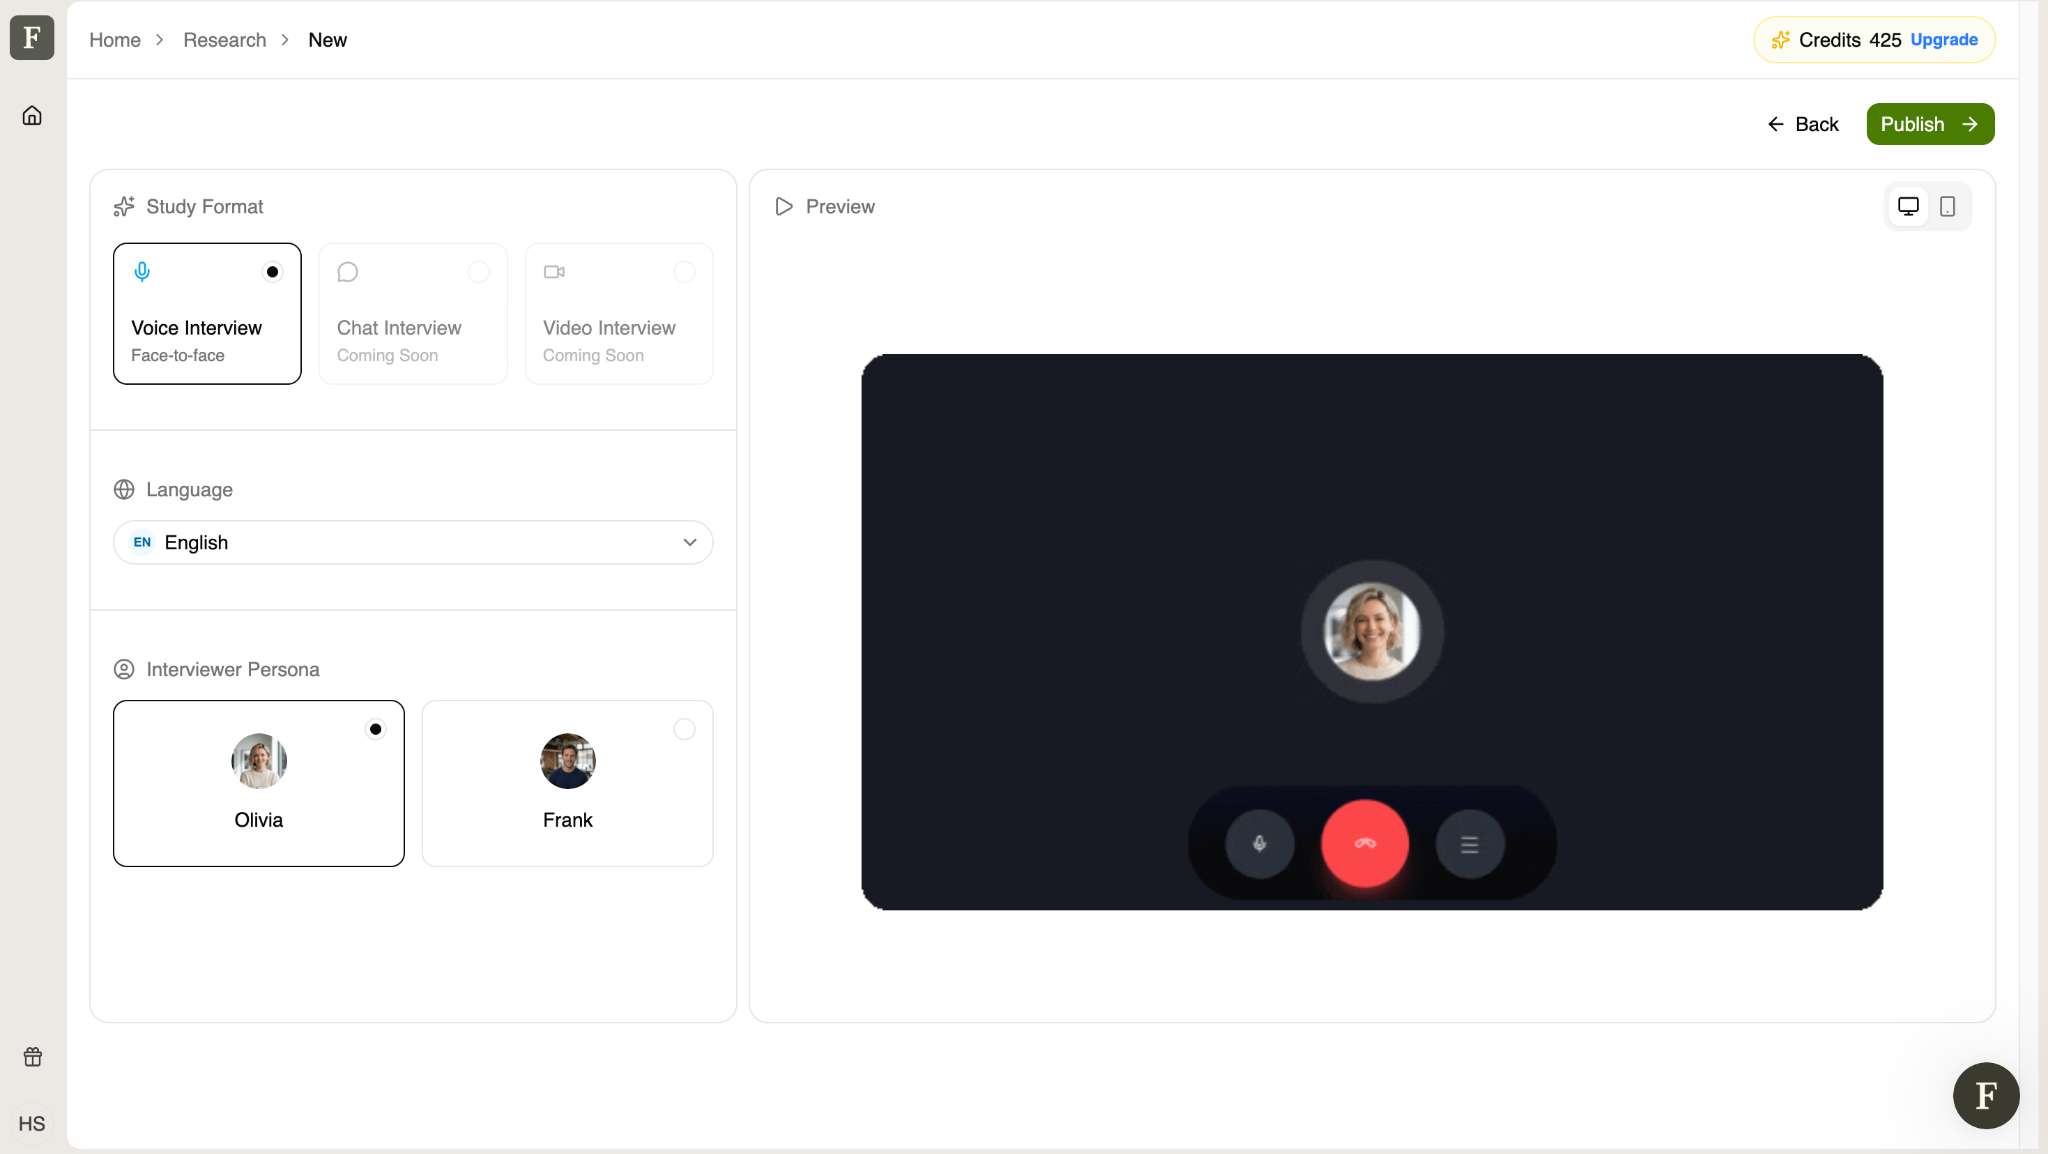 F
Home > Research > New
Credits 425 Upgrade
Back
Publish
Study Format
Voice Interview
Face-to-face
Chat Interview
Coming Soon
Video Interview
Coming Soon
Language
EN English
Interviewer Persona
Olivia
Frank
Preview
HS
F